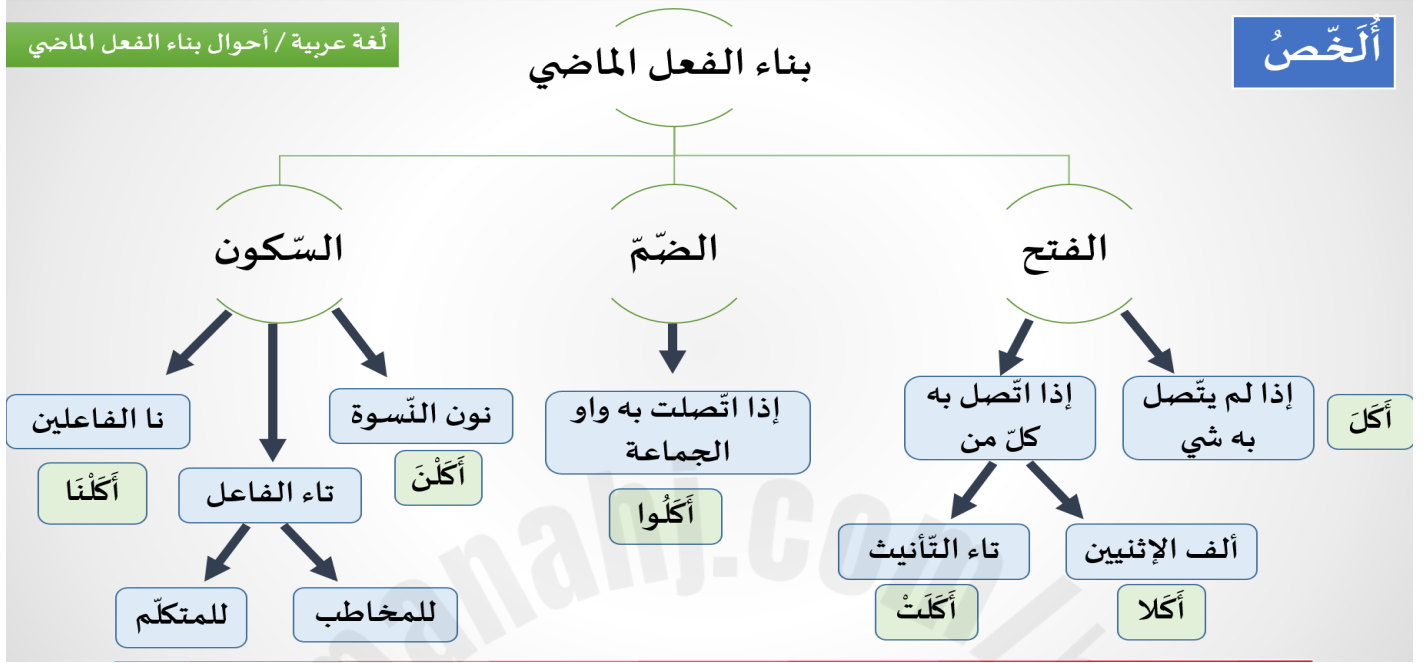 أُلَخّصُ
لُغة عربية / أحوال بناء الفعل الماضي
بناء الفعل الماضي
الفتح
الضّمّ
السّكون
إذا لم يتّصل
به شي
أَكَلَ
إذا اتّصل به
كلّ من
ألف الإثنيين
أَكَلا
تاء التّأنيث
أَكَلَتْ
إذا اتّصلت به واو
الجماعة
أَكَلُوا
نون النّسوة
أَكَلْنَ
تاء الفاعل
للمخاطب
للمتكلّم
نا الفاعلين
أَكَلْنَا
manahj.com/